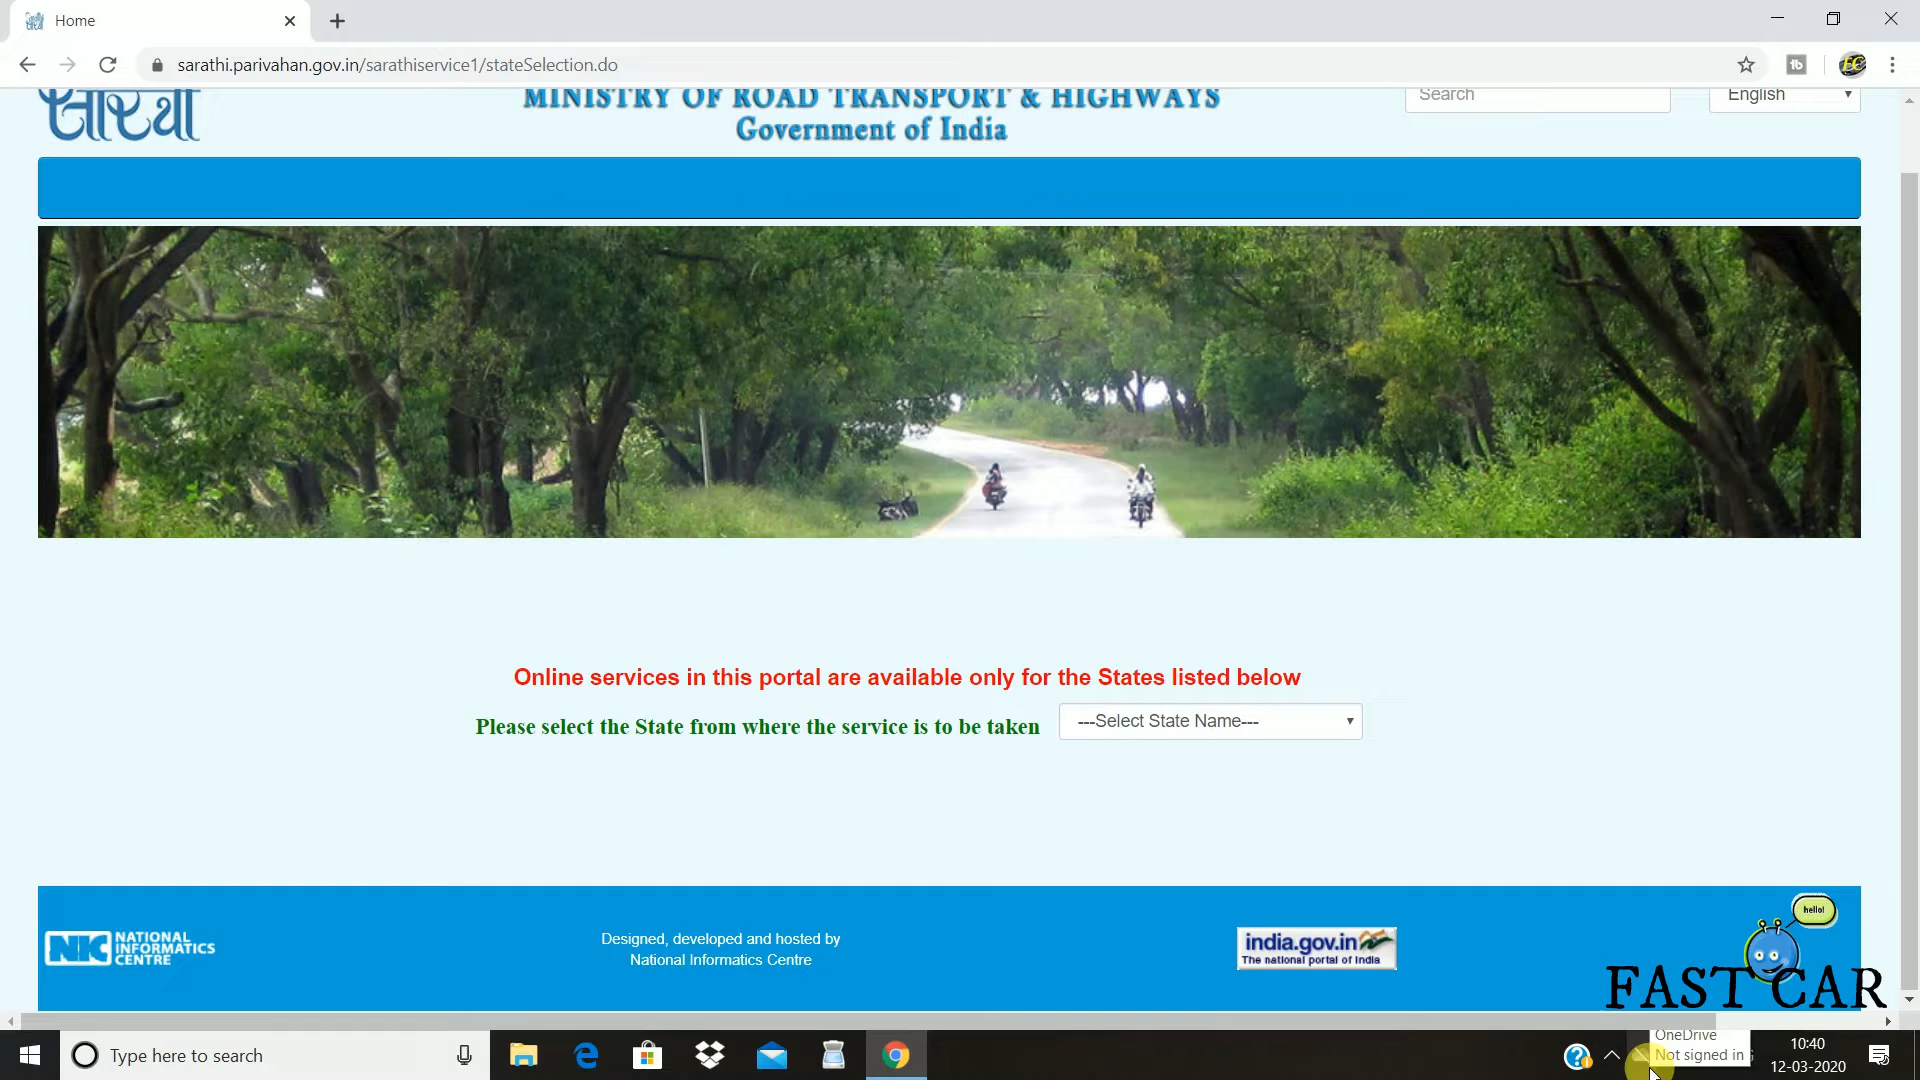 Home
sarathi.parivahan.gov.in/sarathiservice1/stateSelection.do
सारथी
MINISTRY OF ROAD TRANSPORT & HIGHWAYS
Government of India
Search
English
Online services in this portal are available only for the States listed below
Please select the State from where the service is to be taken
---Select State Name---
NIC NATIONAL
INFORMATICS
CENTRE
Designed, developed and hosted by
National Informatics Centre
india.gov.in
The national portal of India
hello!
FAST CAR
Type here to search
OneDrive
Not signed in
10:40
12-03-2020